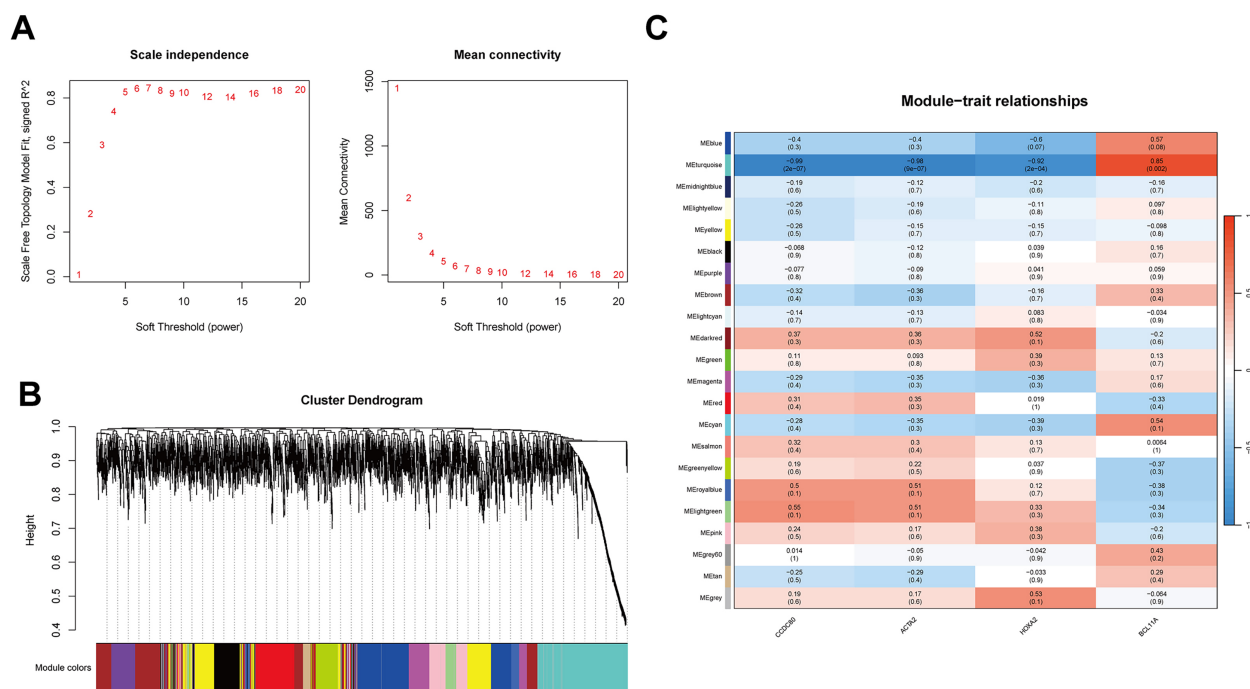 A
Scale independence
Scale Free Topology Model Fit, signed R^2
0.0
0.2
0.4
0.6
0.8
1
2
3
4
5 6 7 8 9 10 12 14 16 18 20
5 10 15 20
Soft Threshold (power)
Mean connectivity
Mean Connectivity
0
500
1000
1500
1
2
3
4 5 6 7 8 9 10 12 14 16 18 20
5 10 15 20
Soft Threshold (power)
B
Cluster Dendrogram
Height
1.0
0.9
0.8
0.7
0.6
0.5
0.4
Module colors
C
Module−trait relationships
MEblue −0.4 −0.4 −0.6 0.57
(0.3) (0.3) (0.07) (0.08)
MEturquoise −0.99 −0.98 −0.92 0.85
(2e−07) (9e−07) (2e−04) (0.002)
MEmidnightblue −0.19 −0.12 −0.2 −0.16
(0.6) (0.7) (0.6) (0.7)
MElightyellow −0.26 −0.19 −0.11 0.097
(0.5) (0.6) (0.8) (0.8)
MEyellow −0.26 −0.15 −0.15 −0.098
(0.5) (0.7) (0.7) (0.8)
MEblack −0.068 −0.12 0.039 0.16
(0.9) (0.8) (0.9) (0.7)
MEpurple −0.077 −0.09 0.041 0.059
(0.8) (0.8) (0.9) (0.9)
MEbrown −0.32 −0.36 −0.16 0.33
(0.4) (0.3) (0.7) (0.4)
MElightcyan −0.14 −0.13 0.083 −0.034
(0.7) (0.7) (0.8) (0.9)
MEdarkred 0.37 0.36 0.52 −0.2
(0.3) (0.3) (0.1) (0.6)
MEgreen 0.11 0.093 0.39 0.13
(0.8) (0.8) (0.3) (0.7)
MEmagenta −0.29 −0.35 −0.36 0.17
(0.4) (0.3) (0.3) (0.6)
MEred 0.31 0.35 0.019 −0.33
(0.4) (0.3) (1) (0.4)
MEcyan −0.28 −0.35 −0.39 0.54
(0.4) (0.3) (0.3) (0.1)
MEsalmon 0.32 0.3 0.13 0.0064
(0.4) (0.4) (0.7) (1)
MEgreenyellow 0.19 0.22 0.037 −0.37
(0.6) (0.5) (0.9) (0.3)
MEroyalblue 0.5 0.51 0.12 −0.38
(0.1) (0.1) (0.7) (0.3)
MElightgreen 0.55 0.51 0.33 −0.34
(0.1) (0.1) (0.3) (0.3)
MEpink 0.24 0.17 0.38 −0.2
(0.5) (0.6) (0.3) (0.6)
MEgrey60 0.014 −0.05 −0.042 0.43
(1) (0.9) (0.9) (0.2)
MEtan −0.25 −0.29 −0.033 0.29
(0.5) (0.4) (0.9) (0.4)
MEgrey 0.19 0.17 0.53 −0.064
(0.6) (0.6) (0.1) (0.9)
CCDC80 ACTA2 HOXA2 BCL11A
1
0.5
0
−0.5
−1